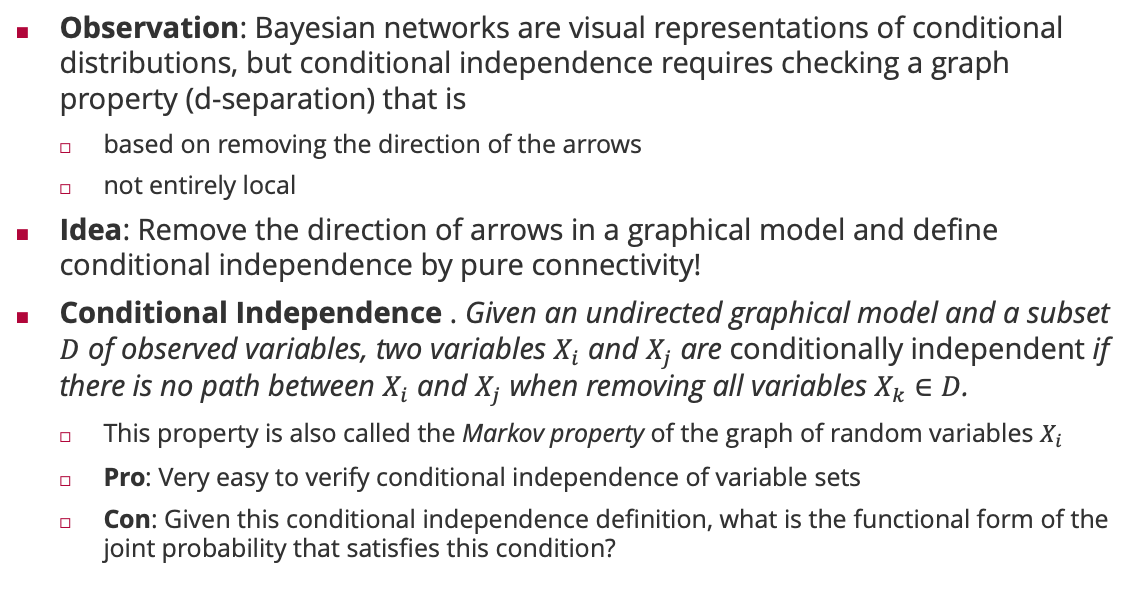 Observation: Bayesian networks are visual representations of conditional
distributions, but conditional independence requires checking a graph
property (d-separation) that is
based on removing the direction of the arrows
not entirely local
Idea: Remove the direction of arrows in a graphical model and define
conditional independence by pure connectivity!
Conditional Independence . Given an undirected graphical model and a subset
D of observed variables, two variables X_i and X_j are conditionally independent if
there is no path between X_i and X_j when removing all variables X_k ∈ D.
This property is also called the Markov property of the graph of random variables X_i
Pro: Very easy to verify conditional independence of variable sets
Con: Given this conditional independence definition, what is the functional form of the
joint probability that satisfies this condition?